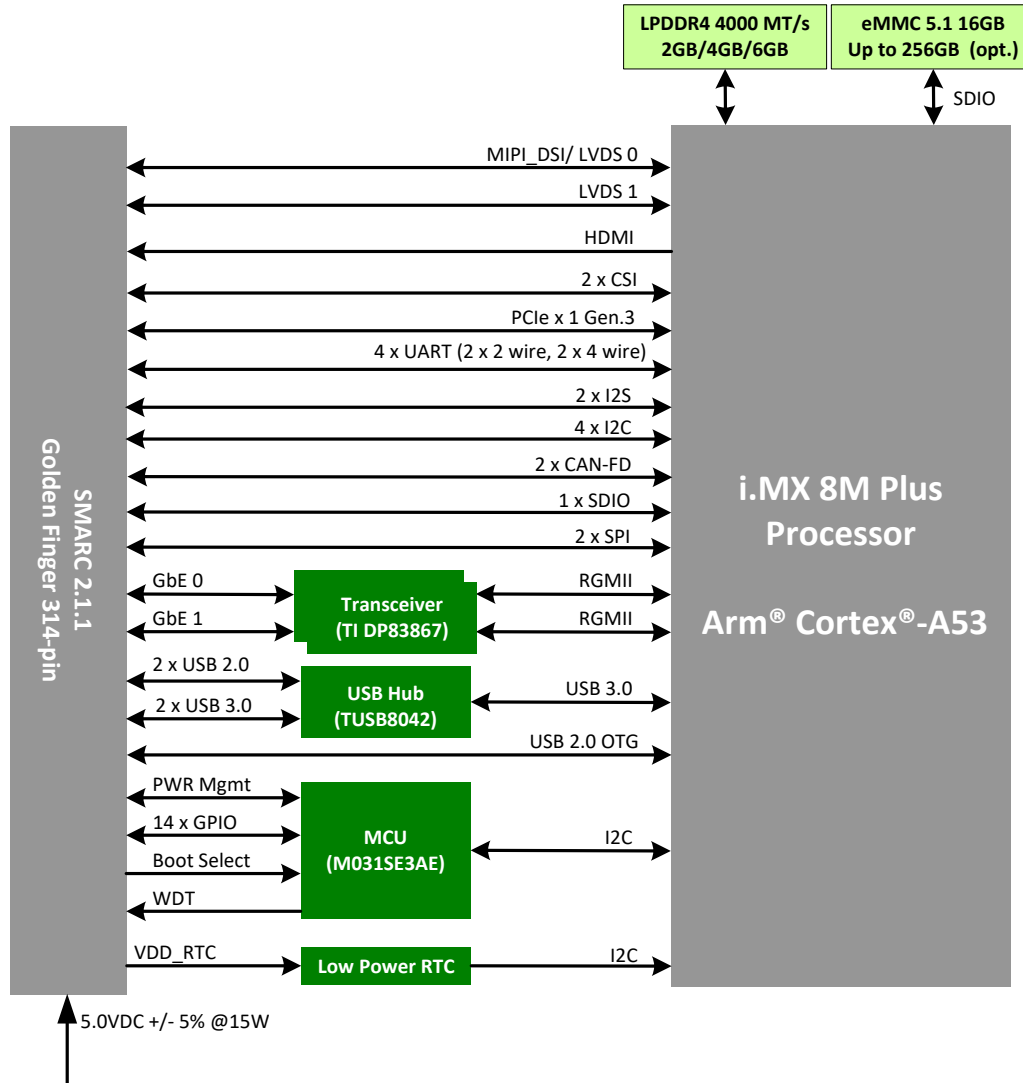 LPDDR4 4000 MT/s
2GB/4GB/6GB
eMMC 5.1 16GB
Up to 256GB (opt.)
SDIO
MIPI_DSI/ LVDS 0
LVDS 1
HDMI
2 x CSI
PCIe x 1 Gen.3
4 x UART (2 x 2 wire, 2 x 4 wire)
2 x I2S
4 x I2C
2 x CAN-FD
1 x SDIO
2 x SPI
SMARC 2.1.1
Golden Finger 314-pin
i.MX 8M Plus
Processor
Arm® Cortex®-A53
GbE 0
GbE 1
Transceiver
(TI DP83867)
RGMII
RGMII
2 x USB 2.0
2 x USB 3.0
USB Hub
(TUSB8042)
USB 3.0
USB 2.0 OTG
PWR Mgmt
14 x GPIO
Boot Select
WDT
MCU
(M031SE3AE)
I2C
VDD_RTC
Low Power RTC
I2C
5.0VDC +/- 5% @15W